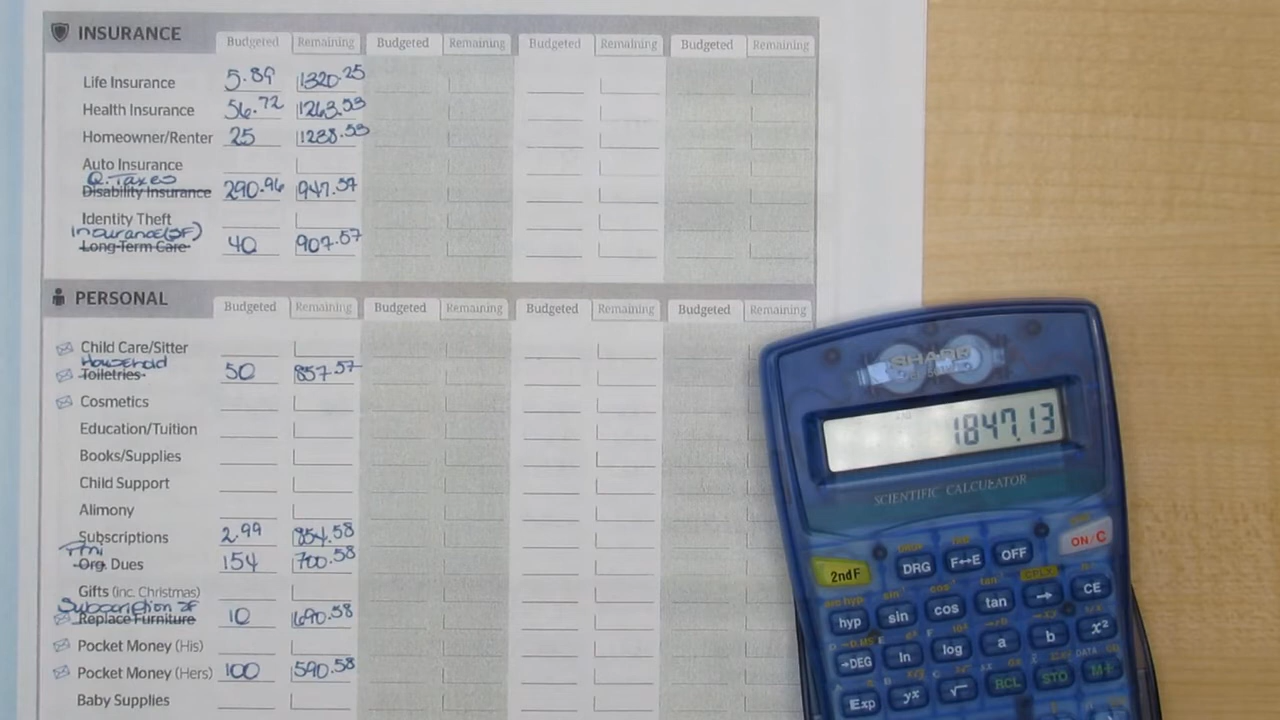 INSURANCE Budgeted Remaining Budgeted Remaining Budgeted Remaining Budgeted Remaining
Life Insurance 5.89 1320.25
Health Insurance 56.72 1263.53
Homeowner/Renter 25 1238.53
Auto Insurance
Q. Taxes
Disability Insurance 290.96 947.57
Identity Theft
Insurance (SF)
Long-Term Care 40 907.57
PERSONAL Budgeted Remaining Budgeted Remaining Budgeted Remaining Budgeted Remaining
Child Care/Sitter
Household
Toiletries 50 857.57
Cosmetics
Education/Tuition
Books/Supplies
Child Support
Alimony
Subscriptions 2.99 854.58
Org. Dues 154 700.58
Gifts (inc. Christmas)
Subscription SF
Replace Furniture 10 690.58
Pocket Money (His)
Pocket Money (Hers) 100 590.58
Baby Supplies
SHARP
1847.13
SCIENTIFIC CALCULATOR
2ndF DRG F↔E OFF ON/C
hyp sin cos tan → CE
→DEG ln log a b x²
Exp yx √ RCL STO M+